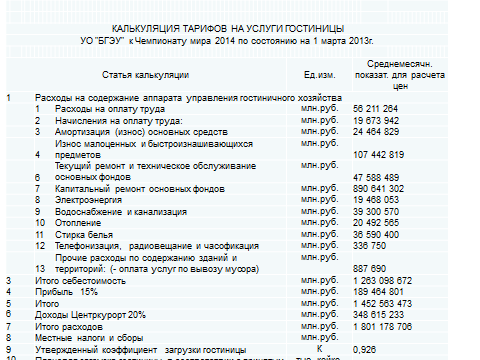 КАЛЬКУЛЯЦИЯ ТАРИФОВ НА УСЛУГИ ГОСТИНИЦЫ
УО "БГЭУ" к Чемпионату мира 2014 по состоянию на 1 марта 2013г.
Статья калькуляции Ед.изм. Среднемесячн. показат. для расчета цен
1 Расходы на содержание аппарата управления гостиничного хозяйства
1 Расходы на оплату труда млн.руб. 56 211 264
2 Начисления на оплату труда: млн.руб. 19 673 942
3 Амортизация (износ) основных средств млн.руб. 24 464 829
Износ малоценных и быстроизнашивающихся млн.руб.
4 предметов 107 442 819
Текущий ремонт и техническое обслуживание млн.руб.
6 основных фондов 47 588 489
7 Капитальный ремонт основных фондов млн.руб. 890 641 302
8 Электроэнергия млн.руб. 19 468 053
9 Водоснабжение и канализация млн.руб. 39 300 570
10 Отопление млн.руб. 20 492 565
11 Стирка белья млн.руб. 36 590 400
12 Телефонизация, радиовещание и часофикация млн.руб. 336 750
Прочие расходы по содержанию зданий и млн.руб.
13 территорий: (- оплата услуг по вывозу мусора) 887 690
3 Итого себестоимость млн.руб. 1 263 098 672
4 Прибыль 15% млн.руб. 189 464 801
5 Итого млн.руб. 1 452 563 473
6 Доходы Центркурорт 20% млн.руб. 348 615 233
7 Итого расходов млн.руб. 1 801 178 706
8 Местные налоги и сборы млн.руб.
9 Утвержденный коэффициент загрузки гостиницы К 0,926